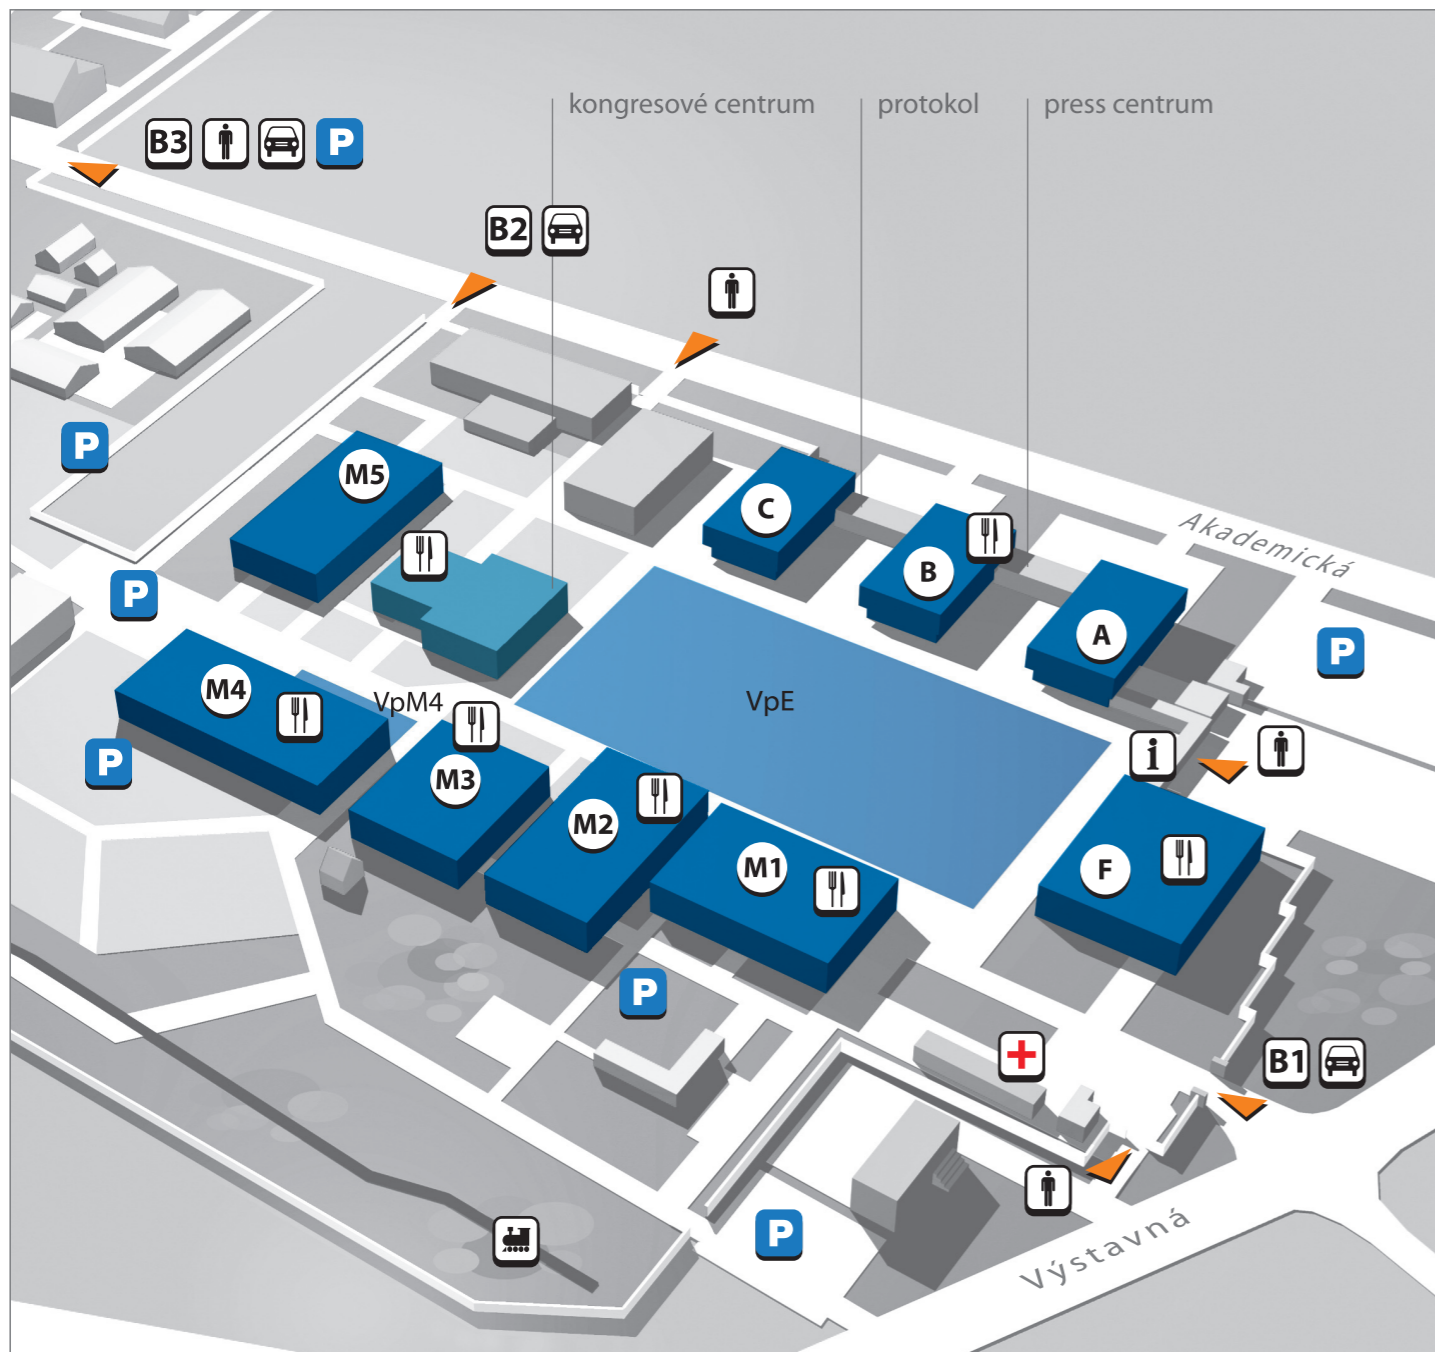 kongresové centrum
protokol
press centrum
B3
P
B2
P
M5
C
B
Akademická
P
A
P
M4
VpM4
VpE
P
M3
i
M2
M1
F
P
B1
P
Výstavná